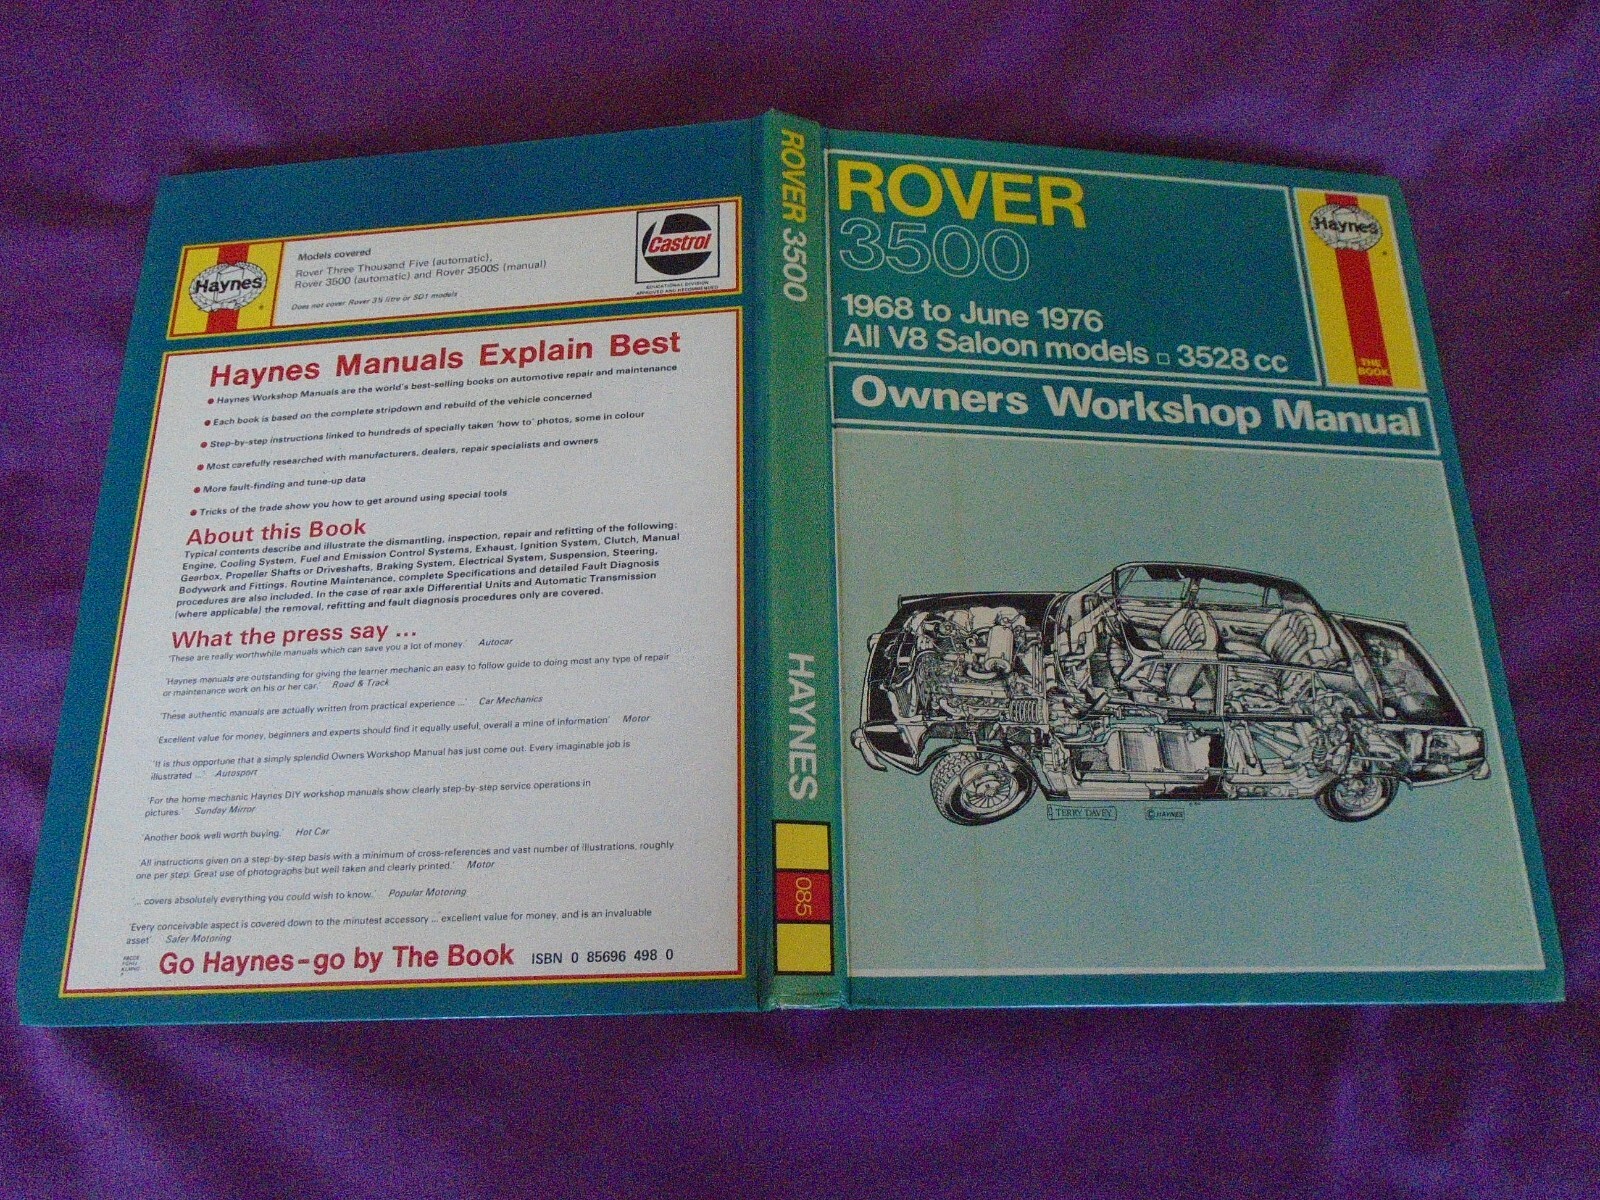 Haynes
Models covered
Rover Three Thousand Five (automatic),
Rover 3500 (automatic) and Rover 3500S (manual)
Does not cover Rover 3½ litre or SD1 models
Castrol
EDUCATIONAL DIVISION
APPROVED AND RECOMMENDED
Haynes Manuals Explain Best
● Haynes Workshop Manuals are the world's best-selling books on automotive repair and maintenance
● Each book is based on the complete stripdown and rebuild of the vehicle concerned
● Step-by-step instructions linked to hundreds of specially taken 'how to' photos, some in colour
● Most carefully researched with manufacturers, dealers, repair specialists and owners
● More fault-finding and tune-up data
● Tricks of the trade show you how to get around using special tools
About this Book
Typical contents describe and illustrate the dismantling, inspection, repair and refitting of the following:
Engine, Cooling System, Fuel and Emission Control Systems, Exhaust, Ignition System, Clutch, Manual
Gearbox, Propeller Shafts or Driveshafts, Braking System, Electrical System, Suspension, Steering,
Bodywork and Fittings, Routine Maintenance, complete Specifications and detailed Fault Diagnosis
procedures are also included. In the case of rear axle Differential Units and Automatic Transmission
(where applicable) the removal, refitting and fault diagnosis procedures only are covered.
What the press say ...
'These are really worthwhile manuals which can save you a lot of money.' Autocar
'Haynes manuals are outstanding for giving the learner mechanic an easy to follow guide to doing most any type of repair
or maintenance work on his or her car.' Road & Track
'These authentic manuals are actually written from practical experience ...' Car Mechanics
'Excellent value for money, beginners and experts should find it equally useful, overall a mine of information' Motor
'It is thus opportune that a simply splendid Owners Workshop Manual has just come out. Every imaginable job is
illustrated ...' Autosport
'For the home mechanic Haynes DIY workshop manuals show clearly step-by-step service operations in
pictures.' Sunday Mirror
'Another book well worth buying.' Hot Car
'All instructions given on a step-by-step basis with a minimum of cross-references and vast number of illustrations, roughly
one per step. Great use of photographs but well taken and clearly printed.' Motor
'... covers absolutely everything you could wish to know.' Popular Motoring
'Every conceivable aspect is covered down to the minutest accessory ... excellent value for money, and is an invaluable
asset' Safer Motoring
Go Haynes-go by The Book ISBN 0 85696 498 0
ROVER 3500
HAYNES
085
ROVER
3500
1968 to June 1976
All V8 Saloon models □ 3528 cc
Haynes
THE
BOOK
Owners Workshop Manual
TERRY DAVEY
© HAYNES